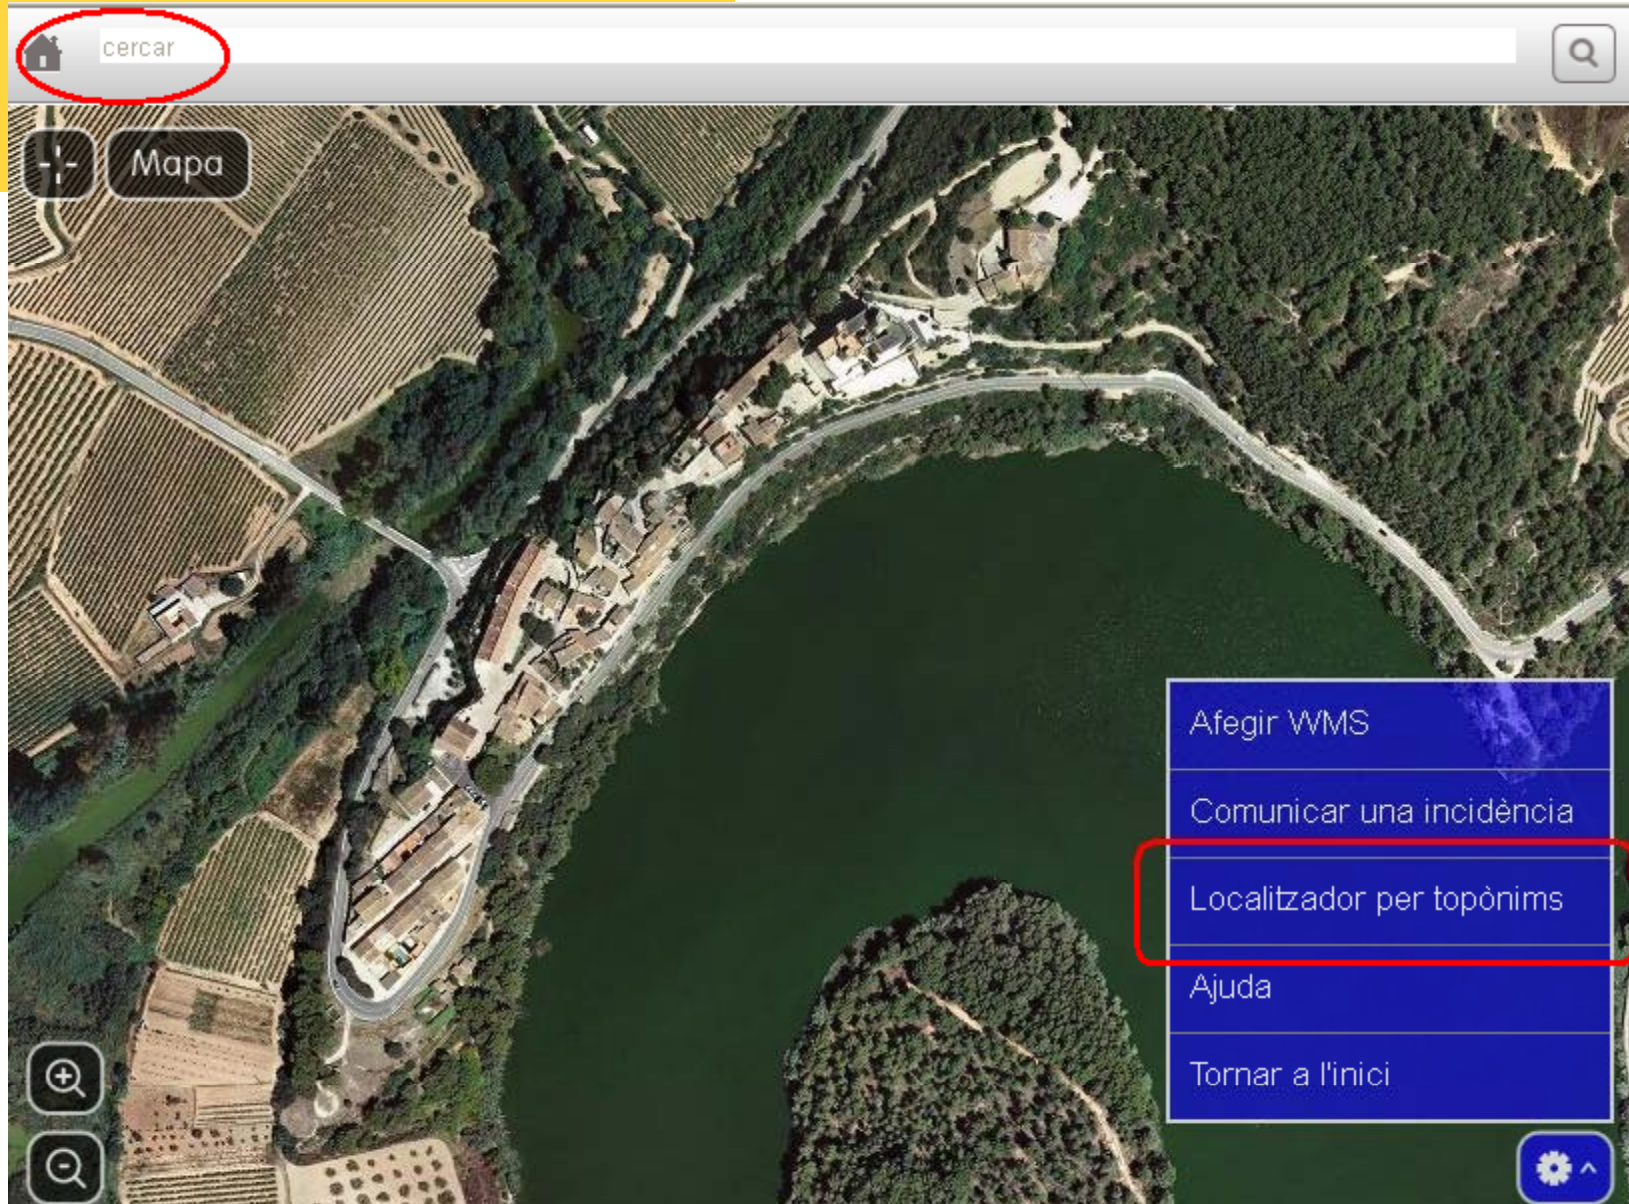 cercar
Mapa
Afegir WMS
Comunicar una incidència
Localitzador per topònims
Ajuda
Tornar a l'inici